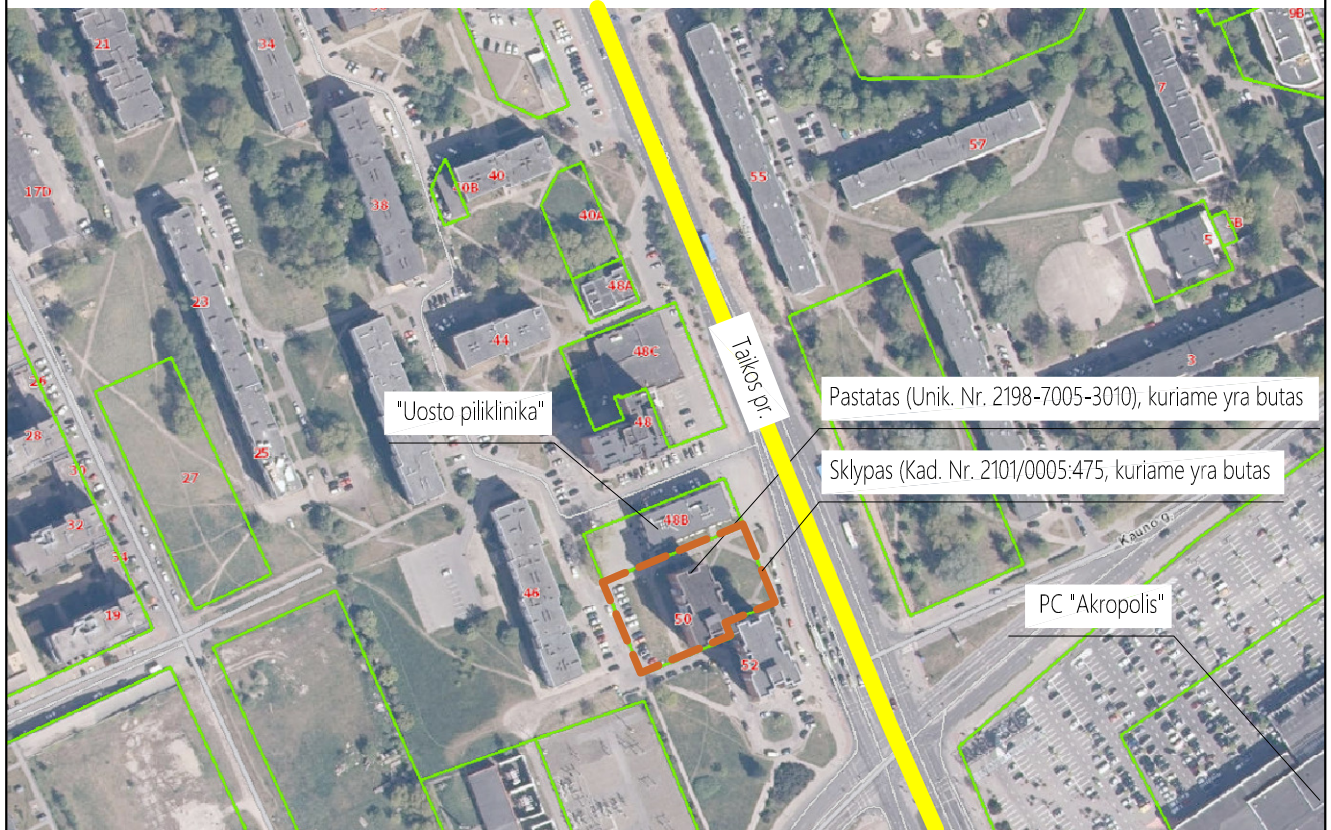 9B
21
34
7
57
17D
55
40
40B
38
40A
5
5B
48A
23
44
48C
3
Taikos pr.
26
"Uosto piliklinika"
Pastatas (Unik. Nr. 2198-7005-3010), kuriame yra butas
28
48
25
30
27
Sklypas (Kad. Nr. 2101/0005:475, kuriame yra butas
32
48B
Kauno g.
34
46
19
50
PC "Akropolis"
52